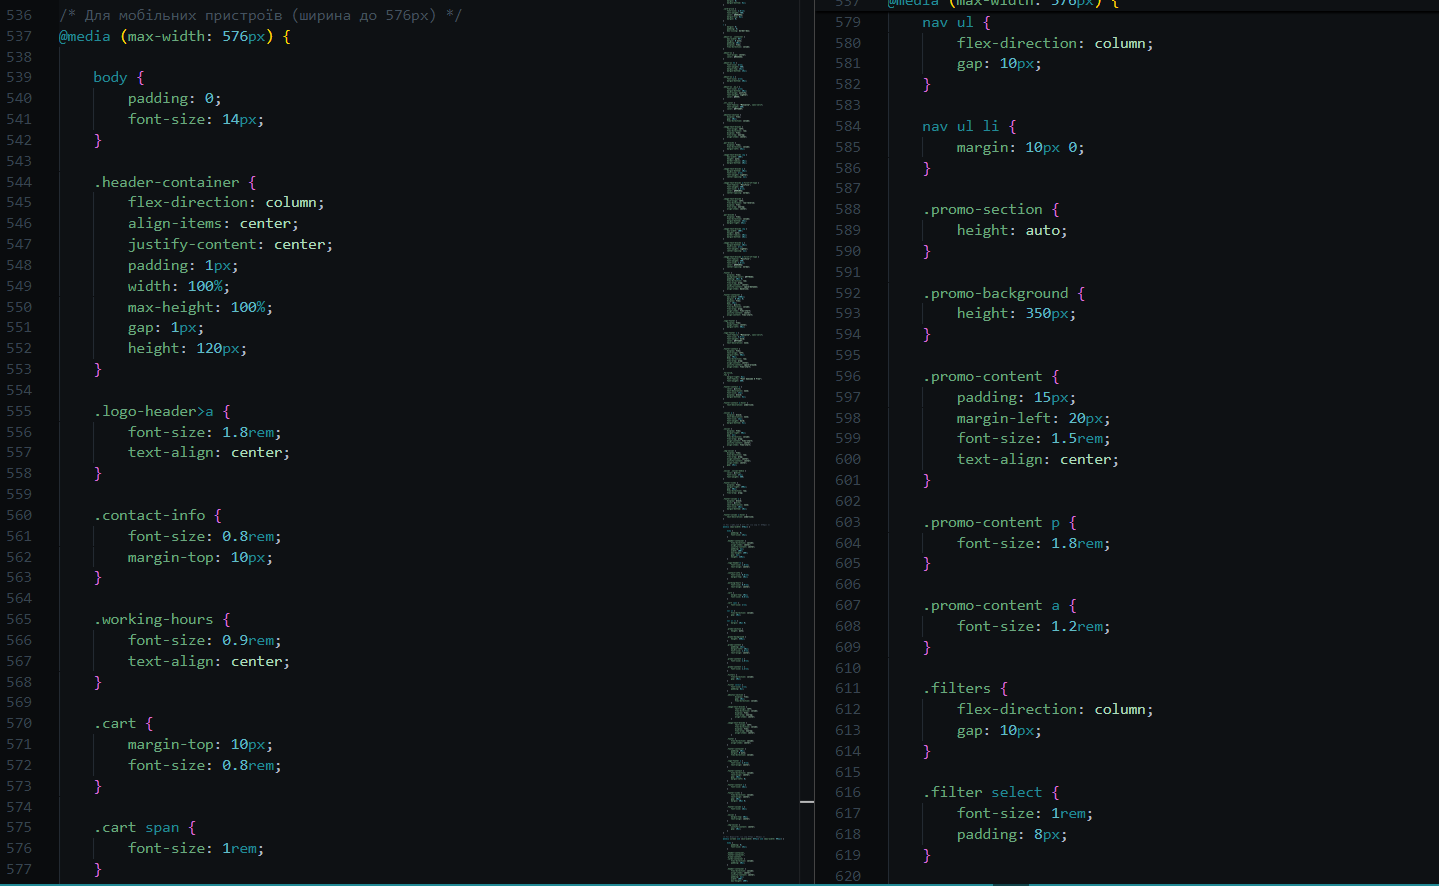 536 /* Для мобільних пристроїв (ширина до 576px) */
537 @media (max-width: 576px) {
538
539 body {
540 padding: 0;
541 font-size: 14px;
542 }
543
544 .header-container {
545 flex-direction: column;
546 align-items: center;
547 justify-content: center;
548 padding: 1px;
549 width: 100%;
550 max-height: 100%;
551 gap: 1px;
552 height: 120px;
553 }
554
555 .logo-header>a {
556 font-size: 1.8rem;
557 text-align: center;
558 }
559
560 .contact-info {
561 font-size: 0.8rem;
562 margin-top: 10px;
563 }
564
565 .working-hours {
566 font-size: 0.9rem;
567 text-align: center;
568 }
569
570 .cart {
571 margin-top: 10px;
572 font-size: 0.8rem;
573 }
574
575 .cart span {
576 font-size: 1rem;
577 }
537 @media (max-width: 576px) {
579 nav ul {
580 flex-direction: column;
581 gap: 10px;
582 }
583
584 nav ul li {
585 margin: 10px 0;
586 }
587
588 .promo-section {
589 height: auto;
590 }
591
592 .promo-background {
593 height: 350px;
594 }
595
596 .promo-content {
597 padding: 15px;
598 margin-left: 20px;
599 font-size: 1.5rem;
600 text-align: center;
601 }
602
603 .promo-content p {
604 font-size: 1.8rem;
605 }
606
607 .promo-content a {
608 font-size: 1.2rem;
609 }
610
611 .filters {
612 flex-direction: column;
613 gap: 10px;
614 }
615
616 .filter select {
617 font-size: 1rem;
618 padding: 8px;
619 }
620